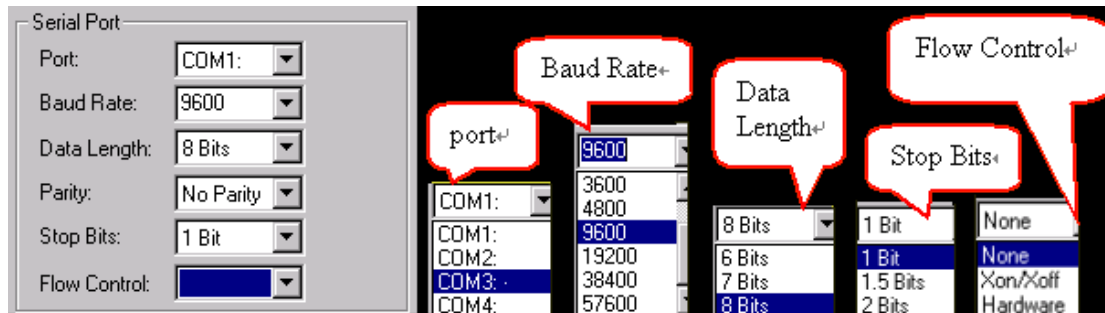 Serial Port
Port: COM1:
Baud Rate: 9600
Data Length: 8 Bits
Parity: No Parity
Stop Bits: 1 Bit
Flow Control:
port
COM1:
COM1:
COM2:
COM3:
COM4:
Baud Rate
9600
3600
4800
9600
19200
38400
57600
Data
Length
8 Bits
6 Bits
7 Bits
8 Bits
Stop Bits
1 Bit
1 Bit
1.5 Bits
2 Bits
Flow Control
None
None
Xon/Xoff
Hardware